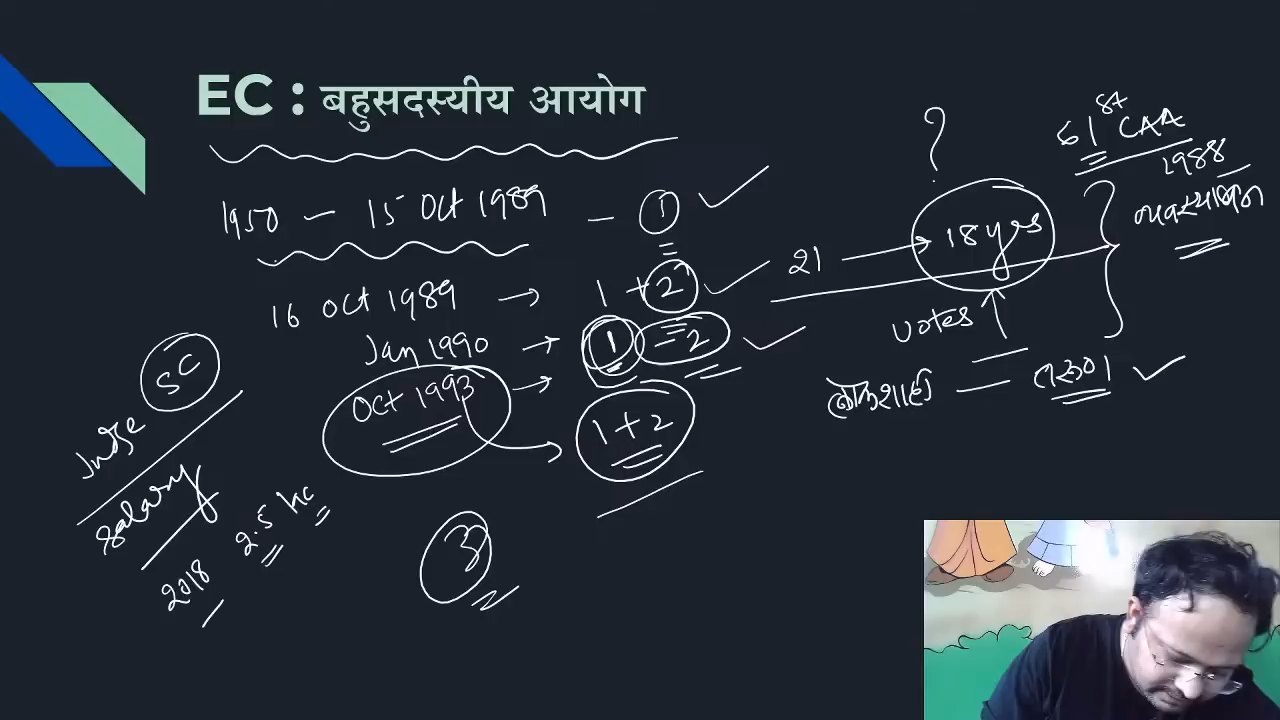 EC : बहुसदस्यीय आयोग
1950 – 15 Oct 1989 – 1
16 Oct 1989 → 1 + 2
Jan 1990 → 1 = 2
Oct 1993 → 1 + 2
3
?
21 → 18 yrs
votes ↑
लोकशाही – तरुण ✓
61st CAA
1988
Judge SC
Salary
2018 2.5 lac